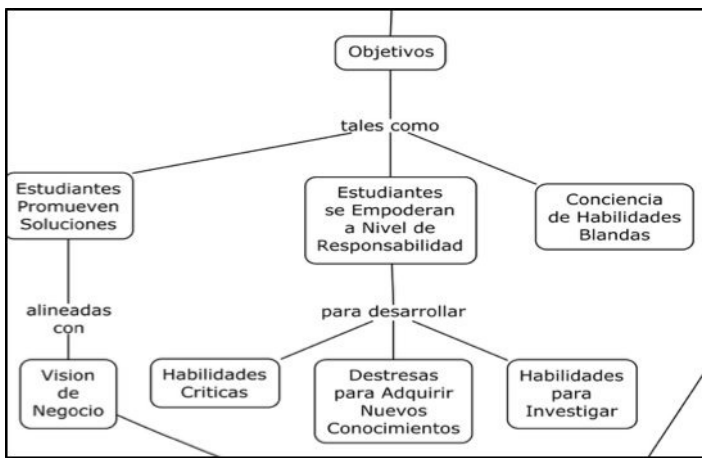 Objetivos
tales como
Estudiantes
Promueven
Soluciones
Estudiantes
se Empoderan
a Nivel de
Responsabilidad
Conciencia
de Habilidades
Blandas
alineadas
con
para desarrollar
Vision
de
Negocio
Habilidades
Criticas
Destresas
para Adquirir
Nuevos
Conocimientos
Habilidades
para
Investigar